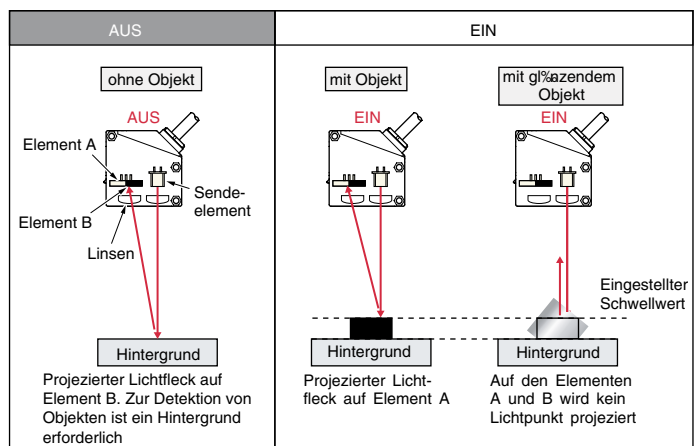 AUS
EIN
ohne Objekt
mit Objekt
mit gl‰nzendem
Objekt
AUS
EIN
EIN
Element A
Element B
Sende-
element
Linsen
Eingestellter
Schwellwert
Hintergrund
Hintergrund
Hintergrund
Projezierter Lichtfleck auf
Element B. Zur Detektion von
Objekten ist ein Hintergrund
erforderlich
Projezierter Licht-
fleck auf Element A
Auf den Elementen
A und B wird kein
Lichtpunkt projeziert